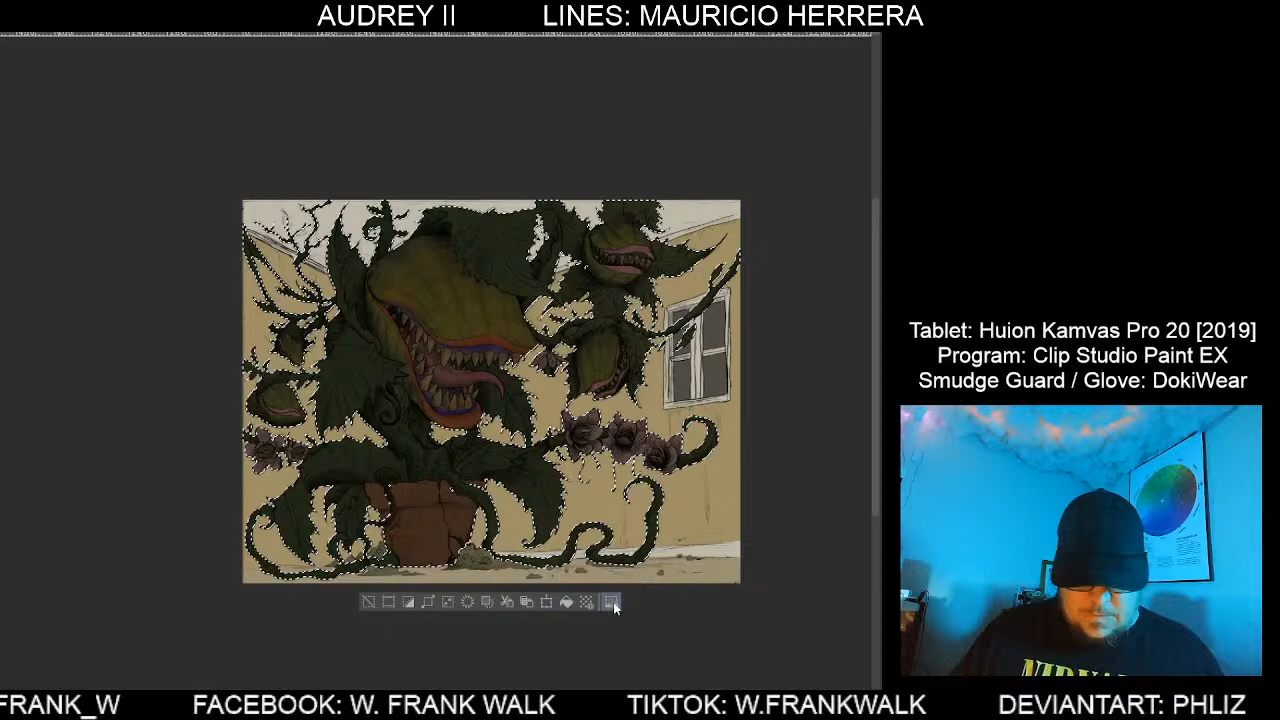 AUDREY II LINES: MAURICIO HERRERA
Tablet: Huion Kamvas Pro 20 [2019]
Program: Clip Studio Paint EX
Smudge Guard / Glove: DokiWear
NIRVA
FRANK_W FACEBOOK: W. FRANK WALK TIKTOK: W.FRANKWALK DEVIANTART: PHLIZ